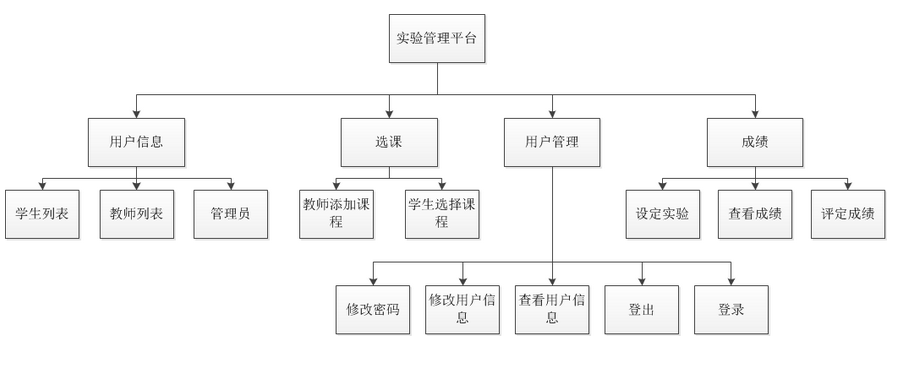 实验管理平台
用户信息
选课
用户管理
成绩
学生列表
教师列表
管理员
教师添加课
程
学生选择课
程
设定实验
查看成绩
评定成绩
修改密码
修改用户信
息
查看用户信
息
登出
登录